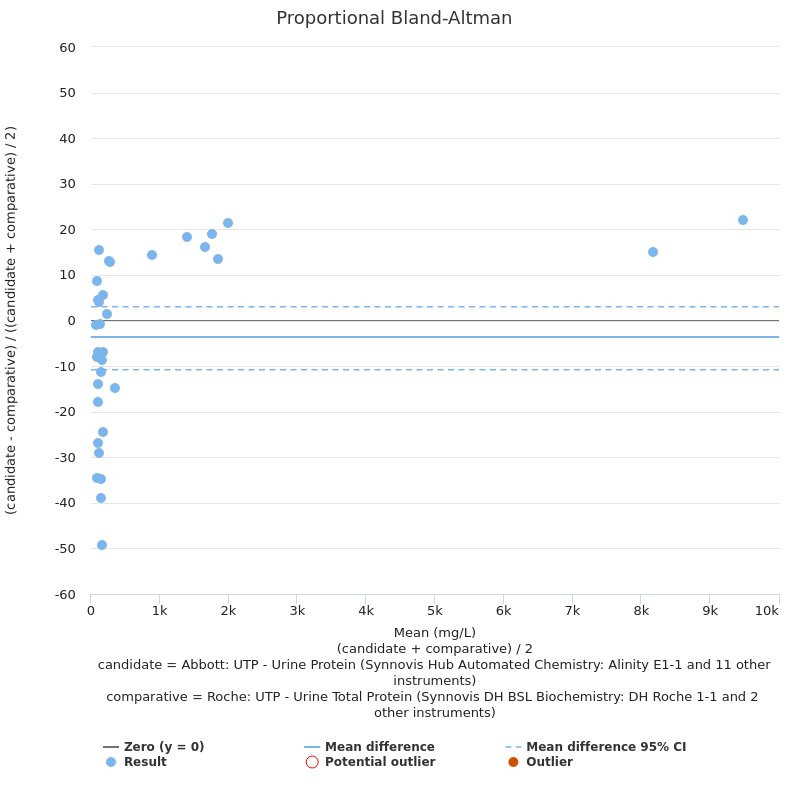 Proportional Bland-Altman
(candidate - comparative) / ((candidate + comparative) / 2)
60
50
40
30
20
10
0
-10
-20
-30
-40
-50
-60
0 1k 2k 3k 4k 5k 6k 7k 8k 9k 10k
Mean (mg/L)
(candidate + comparative) / 2
candidate = Abbott: UTP - Urine Protein (Synnovis Hub Automated Chemistry: Alinity E1-1 and 11 other
instruments)
comparative = Roche: UTP - Urine Total Protein (Synnovis DH BSL Biochemistry: DH Roche 1-1 and 2
other instruments)
Zero (y = 0) Mean difference Mean difference 95% CI
Result Potential outlier Outlier